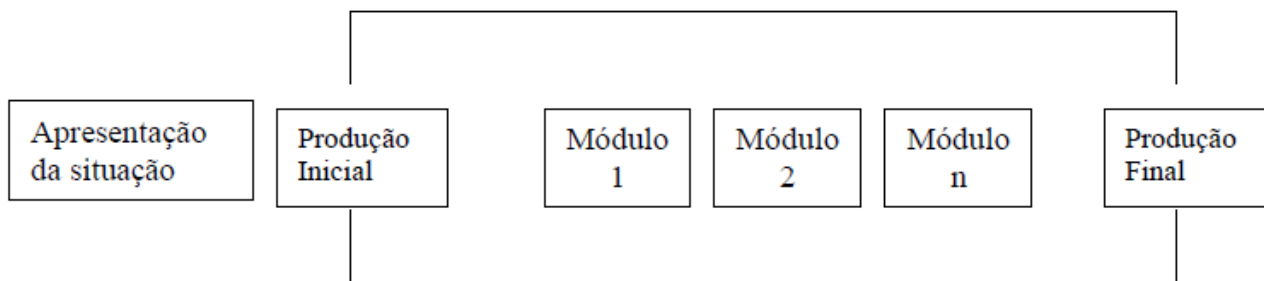 Apresentação
da situação
Produção
Inicial
Módulo
1
Módulo
2
Módulo
n
Produção
Final